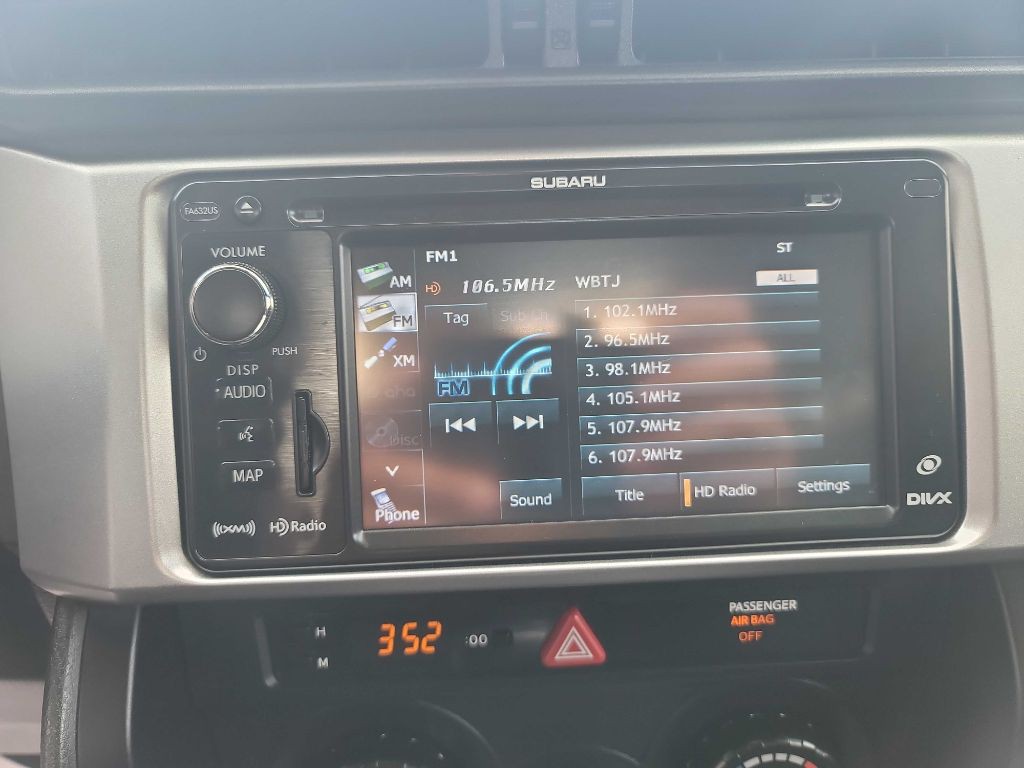 SUBARU
FA632US
VOLUME
PUSH
DISP
AUDIO
MAP
((XM))
HD Radio
AM
FM
XM
aha
Disc
Phone
FM1
ST
106.5MHz
WBTJ
ALL
Tag
FM
1. 102.1MHz
2. 96.5MHz
3. 98.1MHz
4. 105.1MHz
5. 107.9MHz
6. 107.9MHz
Sound
Title
HD Radio
Settings
DIVX
H
M
352
:00
PASSENGER
AIR BAG
OFF